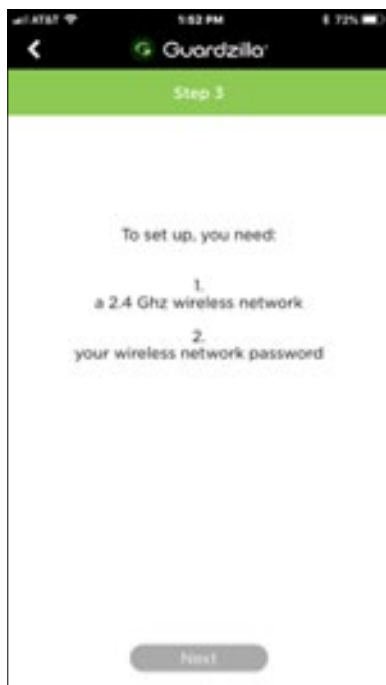 AT&T 1:52 PM 72%
Guardzilla
Step 3
To set up, you need:
1.
a 2.4 Ghz wireless network
2.
your wireless network password
Next